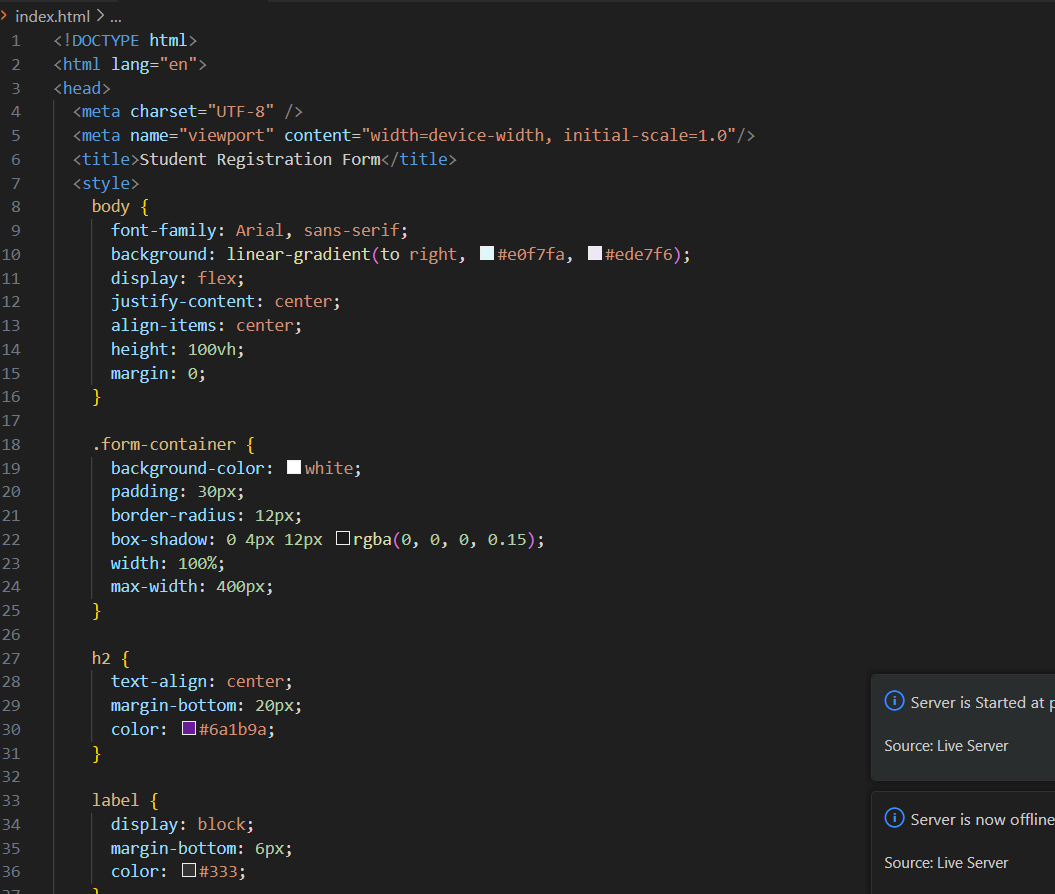 index.html > ...
1 <!DOCTYPE html>
2 <html lang="en">
3 <head>
4 <meta charset="UTF-8" />
5 <meta name="viewport" content="width=device-width, initial-scale=1.0"/>
6 <title>Student Registration Form</title>
7 <style>
8 body {
9 font-family: Arial, sans-serif;
10 background: linear-gradient(to right, #e0f7fa, #ede7f6);
11 display: flex;
12 justify-content: center;
13 align-items: center;
14 height: 100vh;
15 margin: 0;
16 }
17
18 .form-container {
19 background-color: white;
20 padding: 30px;
21 border-radius: 12px;
22 box-shadow: 0 4px 12px rgba(0, 0, 0, 0.15);
23 width: 100%;
24 max-width: 400px;
25 }
26
27 h2 {
28 text-align: center;
29 margin-bottom: 20px;
30 color: #6a1b9a;
31 }
32
33 label {
34 display: block;
35 margin-bottom: 6px;
36 color: #333;
37 }
Server is Started at p
Source: Live Server
Server is now offline
Source: Live Server